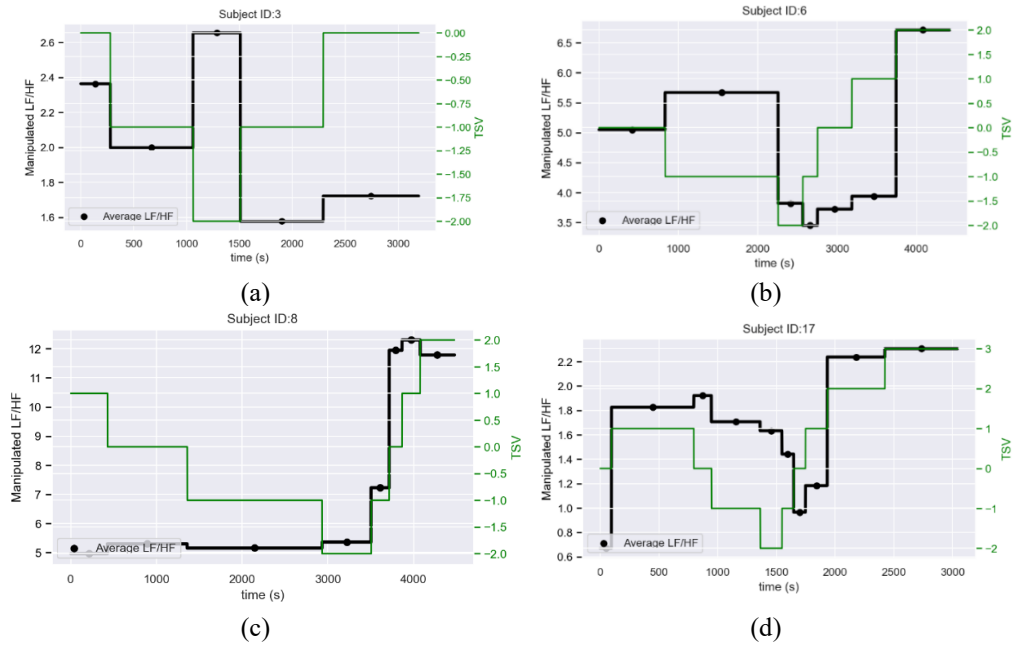 Subject ID:3
Manipulated LF/HF
2.6
2.4
2.2
2.0
1.8
1.6
Average LF/HF
0 500 1000 1500 2000 2500 3000
time (s)
0.00
−0.25
−0.50
−0.75
−1.00
−1.25
−1.50
−1.75
−2.00
TSV
(a)
Subject ID:6
Manipulated LF/HF
6.5
6.0
5.5
5.0
4.5
4.0
3.5
Average LF/HF
0 1000 2000 3000 4000
time (s)
2.0
1.5
1.0
0.5
0.0
−0.5
−1.0
−1.5
−2.0
TSV
(b)
Subject ID:8
Manipulated LF/HF
12
11
10
9
8
7
6
5
Average LF/HF
0 1000 2000 3000 4000
time (s)
2.0
1.5
1.0
0.5
0.0
−0.5
−1.0
−1.5
−2.0
TSV
(c)
Subject ID:17
Manipulated LF/HF
2.2
2.0
1.8
1.6
1.4
1.2
1.0
0.8
0.6
Average LF/HF
0 500 1000 1500 2000 2500 3000
time (s)
3
2
1
0
−1
−2
TSV
(d)